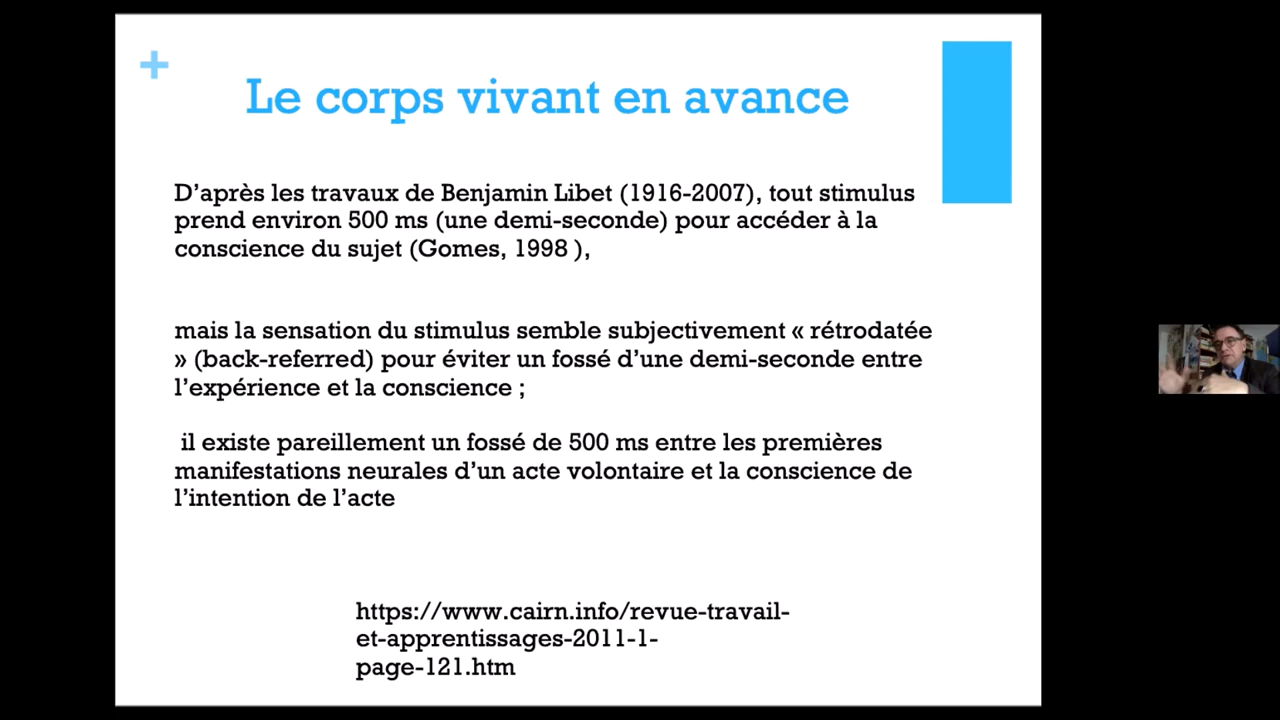 +
Le corps vivant en avance
D’après les travaux de Benjamin Libet (1916-2007), tout stimulus
prend environ 500 ms (une demi-seconde) pour accéder à la
conscience du sujet (Gomes, 1998 ),
mais la sensation du stimulus semble subjectivement « rétrodatée
» (back-referred) pour éviter un fossé d’une demi-seconde entre
l’expérience et la conscience ;
il existe pareillement un fossé de 500 ms entre les premières
manifestations neurales d’un acte volontaire et la conscience de
l’intention de l’acte
https://www.cairn.info/revue-travail-
et-apprentissages-2011-1-
page-121.htm